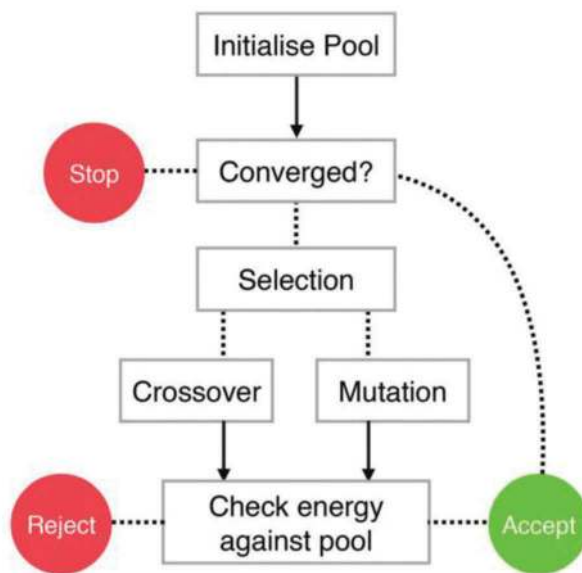 Initialise Pool
Stop
Converged?
Selection
Crossover
Mutation
Reject
Check energy
against pool
Accept